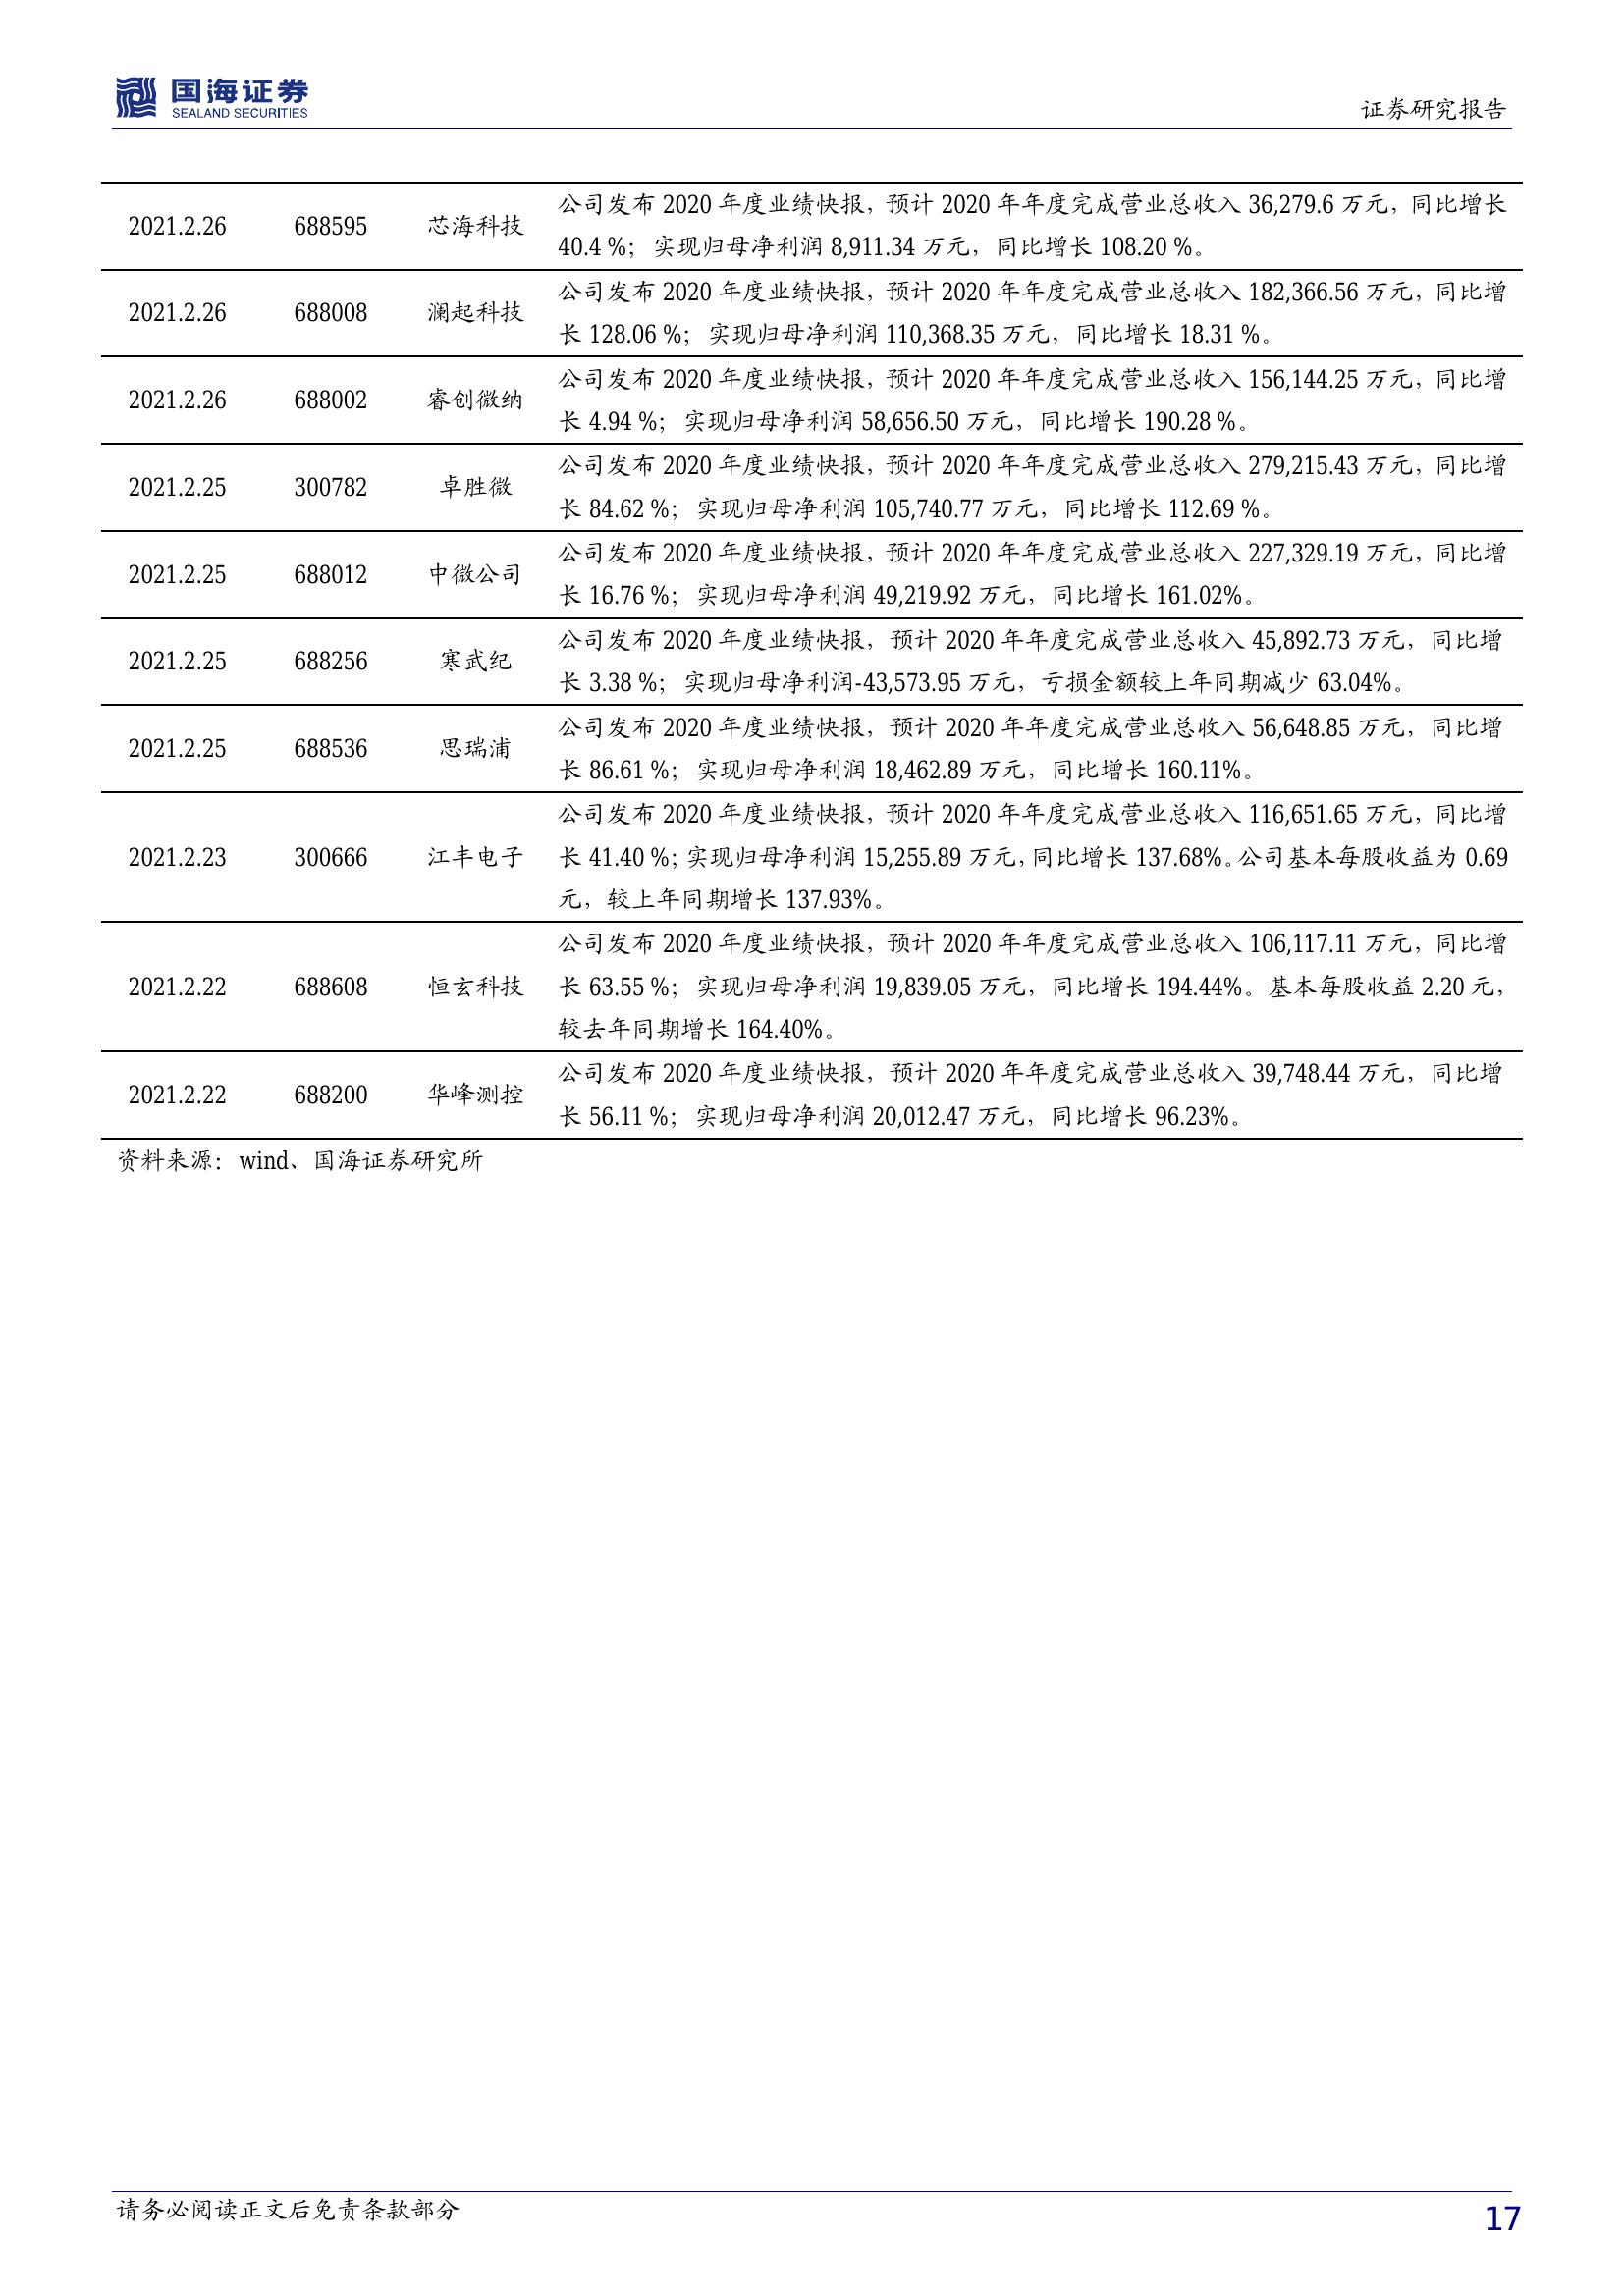 国海证券
SEALAND SECURITIES
证券研究报告
公司发布 2020 年度业绩快报，预计 2020 年年度完成营业总收入 36,279.6 万元，同比增长
2021.2.26 688595 芯海科技
40.4 %；实现归母净利润 8,911.34 万元，同比增长 108.20 %。
公司发布 2020 年度业绩快报，预计 2020 年年度完成营业总收入 182,366.56 万元，同比增
2021.2.26 688008 澜起科技
长 128.06 %；实现归母净利润 110,368.35 万元，同比增长 18.31 %。
公司发布 2020 年度业绩快报，预计 2020 年年度完成营业总收入 156,144.25 万元，同比增
2021.2.26 688002 睿创微纳
长 4.94 %；实现归母净利润 58,656.50 万元，同比增长 190.28 %。
公司发布 2020 年度业绩快报，预计 2020 年年度完成营业总收入 279,215.43 万元，同比增
2021.2.25 300782 卓胜微
长 84.62 %；实现归母净利润 105,740.77 万元，同比增长 112.69 %。
公司发布 2020 年度业绩快报，预计 2020 年年度完成营业总收入 227,329.19 万元，同比增
2021.2.25 688012 中微公司
长 16.76 %；实现归母净利润 49,219.92 万元，同比增长 161.02%。
公司发布 2020 年度业绩快报，预计 2020 年年度完成营业总收入 45,892.73 万元，同比增
2021.2.25 688256 寒武纪
长 3.38 %；实现归母净利润-43,573.95 万元，亏损金额较上年同期减少 63.04%。
公司发布 2020 年度业绩快报，预计 2020 年年度完成营业总收入 56,648.85 万元，同比增
2021.2.25 688536 思瑞浦
长 86.61 %；实现归母净利润 18,462.89 万元，同比增长 160.11%。
公司发布 2020 年度业绩快报，预计 2020 年年度完成营业总收入 116,651.65 万元，同比增
2021.2.23 300666 江丰电子 长 41.40 %；实现归母净利润 15,255.89 万元，同比增长 137.68%。公司基本每股收益为 0.69
元，较上年同期增长 137.93%。
公司发布 2020 年度业绩快报，预计 2020 年年度完成营业总收入 106,117.11 万元，同比增
2021.2.22 688608 恒玄科技 长 63.55 %；实现归母净利润 19,839.05 万元，同比增长 194.44%。基本每股收益 2.20 元，
较去年同期增长 164.40%。
公司发布 2020 年度业绩快报，预计 2020 年年度完成营业总收入 39,748.44 万元，同比增
2021.2.22 688200 华峰测控
长 56.11 %；实现归母净利润 20,012.47 万元，同比增长 96.23%。
资料来源：wind、国海证券研究所
请务必阅读正文后免责条款部分
17